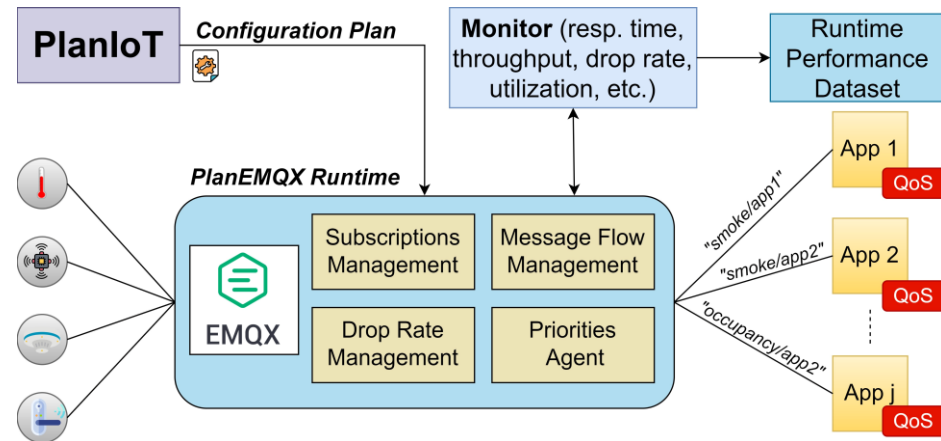 PlanIoT
Configuration Plan
Monitor (resp. time,
throughput, drop rate,
utilization, etc.)
Runtime
Performance
Dataset
PlanEMQX Runtime
EMQX
Subscriptions
Management
Message Flow
Management
Drop Rate
Management
Priorities
Agent
"smoke/app1"
"smoke/app2"
"occupancy/app2"
App 1
QoS
App 2
QoS
App j
QoS